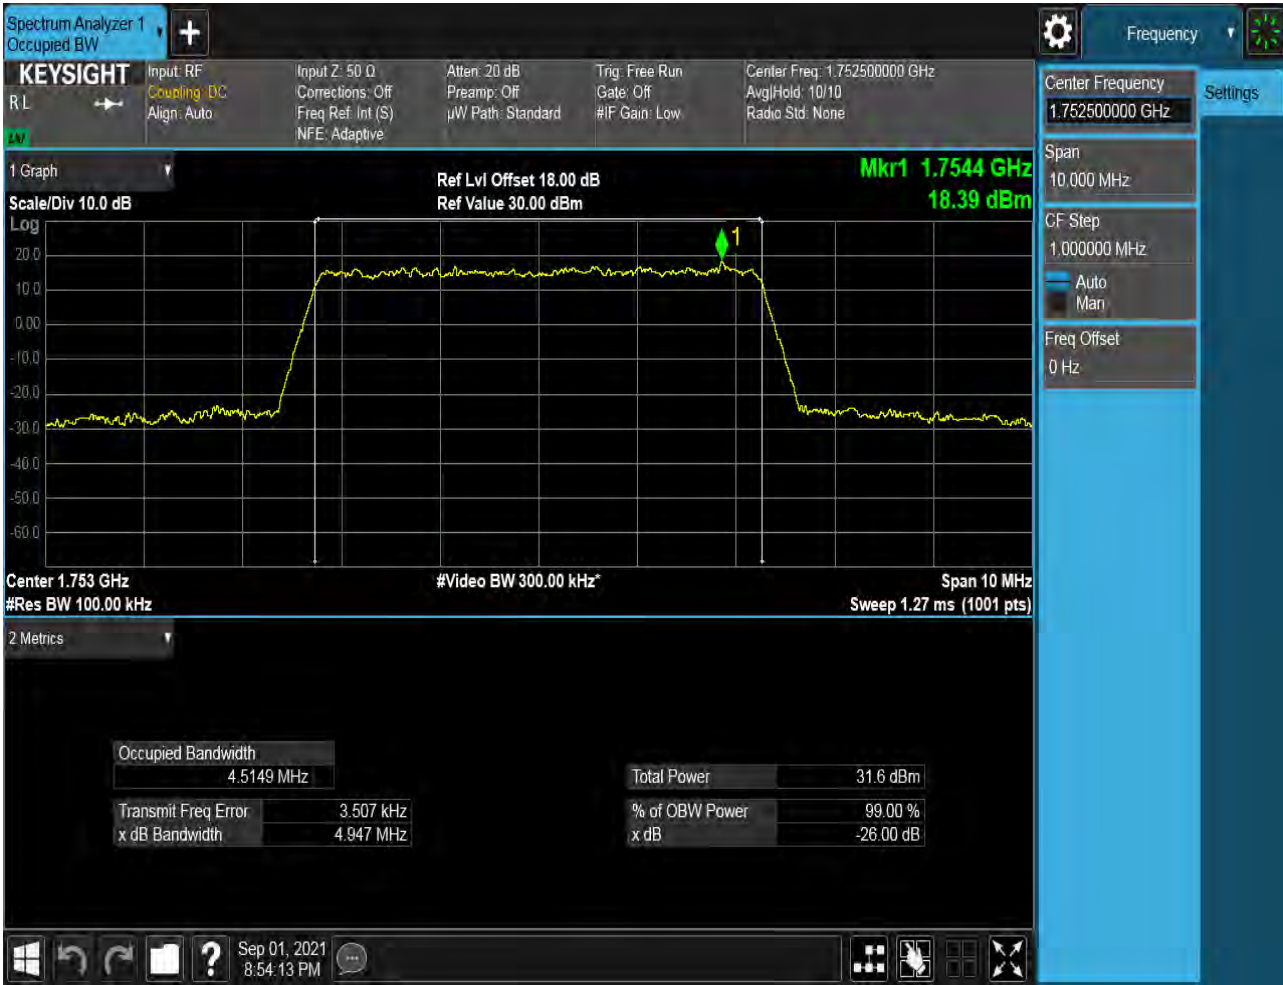 Spectrum Analyzer 1
Occupied BW
Frequency
KEYSIGHT
R L
Input: RF
Coupling: DC
Align: Auto
Input Z: 50 Ω
Corrections: Off
Freq Ref: Int (S)
NFE: Adaptive
Atten: 20 dB
Preamp: Off
µW Path: Standard
Trig: Free Run
Gate: Off
#IF Gain: Low
Center Freq: 1.752500000 GHz
Avg|Hold: 10/10
Radio Std: None
Center Frequency
1.752500000 GHz
Settings
Span
10.000 MHz
CF Step
1.000000 MHz
Auto
Man
Freq Offset
0 Hz
1 Graph
Scale/Div 10.0 dB
Log
Ref Lvl Offset 18.00 dB
Ref Value 30.00 dBm
Mkr1 1.7544 GHz
18.39 dBm
1
20.0
10.0
0.00
-10.0
-20.0
-30.0
-40.0
-50.0
-60.0
Center 1.753 GHz
#Res BW 100.00 kHz
#Video BW 300.00 kHz*
Span 10 MHz
Sweep 1.27 ms (1001 pts)
2 Metrics
Occupied Bandwidth
4.5149 MHz
Transmit Freq Error 3.507 kHz
x dB Bandwidth 4.947 MHz
Total Power 31.6 dBm
% of OBW Power 99.00 %
x dB -26.00 dB
Sep 01, 2021
8:54:13 PM